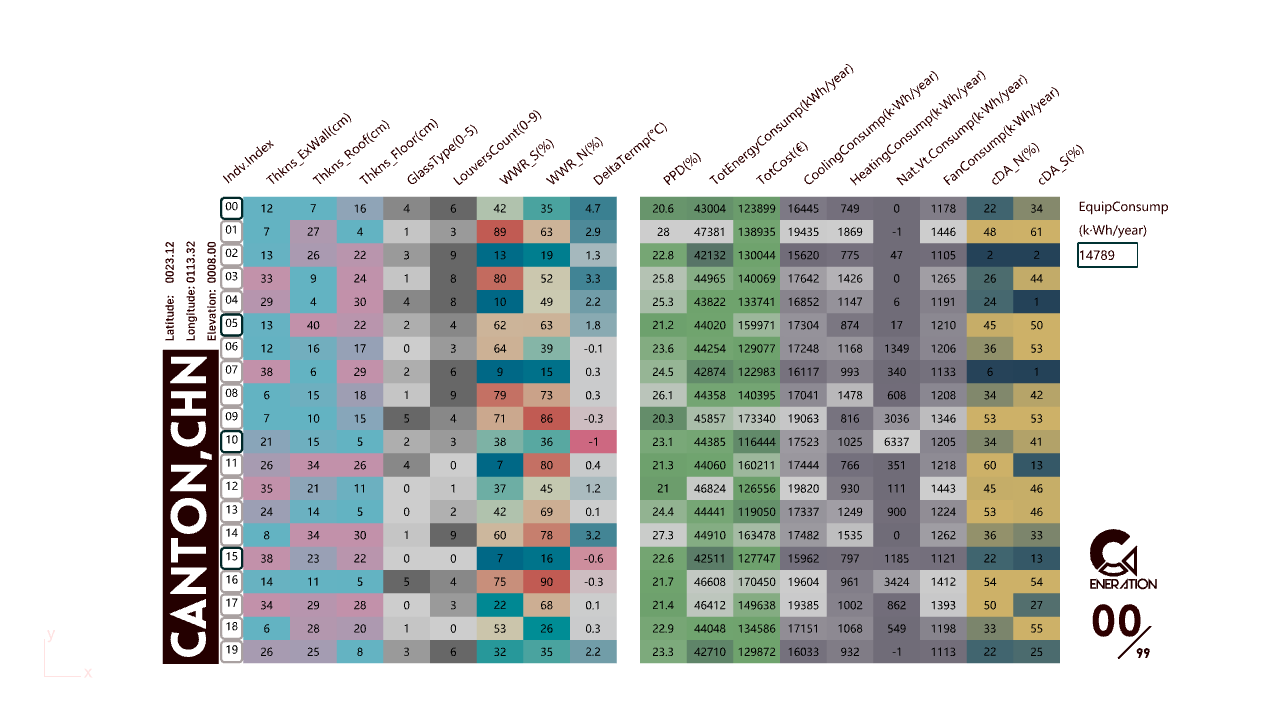 Indv.Index Thkns_ExWall(cm) Thkns_Roof(cm) Thkns_Floor(cm) GlassType(0-5) LouversCount(0-9) WWR_S(%) WWR_N(%) DeltaTermp(°C) PPD(%) TotEnergyConsump(kWh/year) TotCost(€) CoolingConsump(k·Wh/year) HeatingConsump(k·Wh/year) Nat.Vt.Consump(k·Wh/year) FanConsump(k·Wh/year) cDA_N(%) cDA_S(%)
00 12 7 16 4 6 42 35 4.7 20.6 43004 123899 16445 749 0 1178 22 34
01 7 27 4 1 3 89 63 2.9 28 47381 138935 19435 1869 -1 1446 48 61
02 13 26 22 3 9 13 19 1.3 22.8 42132 130044 15620 775 47 1105 2 2
03 33 9 24 1 8 80 52 3.3 25.8 44965 140069 17642 1426 0 1265 26 44
04 29 4 30 4 8 10 49 2.2 25.3 43822 133741 16852 1147 6 1191 24 1
05 13 40 22 2 4 62 63 1.8 21.2 44020 159971 17304 874 17 1210 45 50
06 12 16 17 0 3 64 39 -0.1 23.6 44254 129077 17248 1168 1349 1206 36 53
07 38 6 29 2 6 9 15 0.3 24.5 42874 122983 16117 993 340 1133 6 1
08 6 15 18 1 9 79 73 0.3 26.1 44358 140395 17041 1478 608 1208 34 42
09 7 10 15 5 4 71 86 -0.3 20.3 45857 173340 19063 816 3036 1346 53 53
10 21 15 5 2 3 38 36 -1 23.1 44385 116444 17523 1025 6337 1205 34 41
11 26 34 26 4 0 7 80 0.4 21.3 44060 160211 17444 766 351 1218 60 13
12 35 21 11 0 1 37 45 1.2 21 46824 126556 19820 930 111 1443 45 46
13 24 14 5 0 2 42 69 0.1 24.4 44441 119050 17337 1249 900 1224 53 46
14 8 34 30 1 9 60 78 3.2 27.3 44910 163478 17482 1535 0 1262 36 33
15 38 23 22 0 0 7 16 -0.6 22.6 42511 127747 15962 797 1185 1121 22 13
16 14 11 5 5 4 75 90 -0.3 21.7 46608 170450 19604 961 3424 1412 54 54
17 34 29 28 0 3 22 68 0.1 21.4 46412 149638 19385 1002 862 1393 50 27
18 6 28 20 1 0 53 26 0.3 22.9 44048 134586 17151 1068 549 1198 33 55
19 26 25 8 3 6 32 35 2.2 23.3 42710 129872 16033 932 -1 1113 22 25
Latitude: 0023.12
Longitude: 0113.32
Elevation: 0008.00
CANTON,CHN
EquipConsump
(k·Wh/year)
14789
ENERATION
00/99
y
x